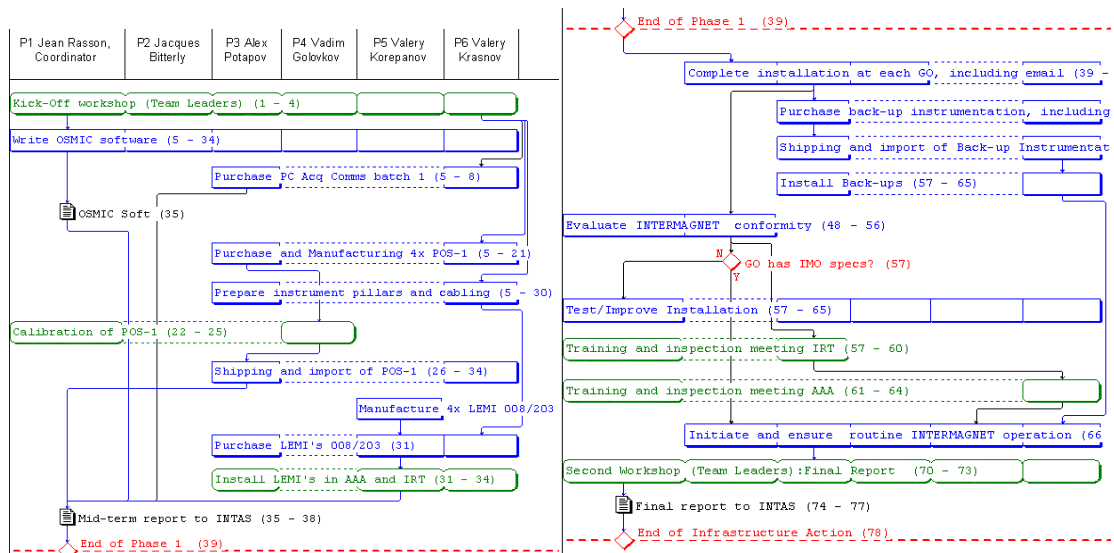 P1 Jean Rasson,
Coordinator
P2 Jacques
Bitterly
P3 Alex
Potapov
P4 Vadim
Golovkov
P5 Valery
Korepanov
P6 Valery
Krasnov
Kick-Off workshop (Team Leaders) (1 - 4)
Write OSMIC software (5 - 34)
Purchase PC Acq Comms batch 1 (5 - 8)
OSMIC Soft (35)
Purchase and Manufacturing 4x POS-1 (5 - 21)
Prepare instrument pillars and cabling (5 - 30)
Calibration of POS-1 (22 - 25)
Shipping and import of POS-1 (26 - 34)
Manufacture 4x LEMI 008/203
Purchase LEMI's 008/203 (31)
Install LEMI's in AAA and IRT (31 - 34)
Mid-term report to INTAS (35 - 38)
End of Phase 1 (39)
End of Phase 1 (39)
Complete installation at each GO, including email (39 -
Purchase back-up instrumentation, including
Shipping and import of Back-up Instrumentat
Install Back-ups (57 - 65)
Evaluate INTERMAGNET conformity (48 - 56)
N
GO has IMO specs? (57)
Y
Test/Improve Installation (57 - 65)
Training and inspection meeting IRT (57 - 60)
Training and inspection meeting AAA (61 - 64)
Initiate and ensure routine INTERMAGNET operation (66
Second Workshop (Team Leaders):Final Report (70 - 73)
Final report to INTAS (74 - 77)
End of Infrastructure Action (78)